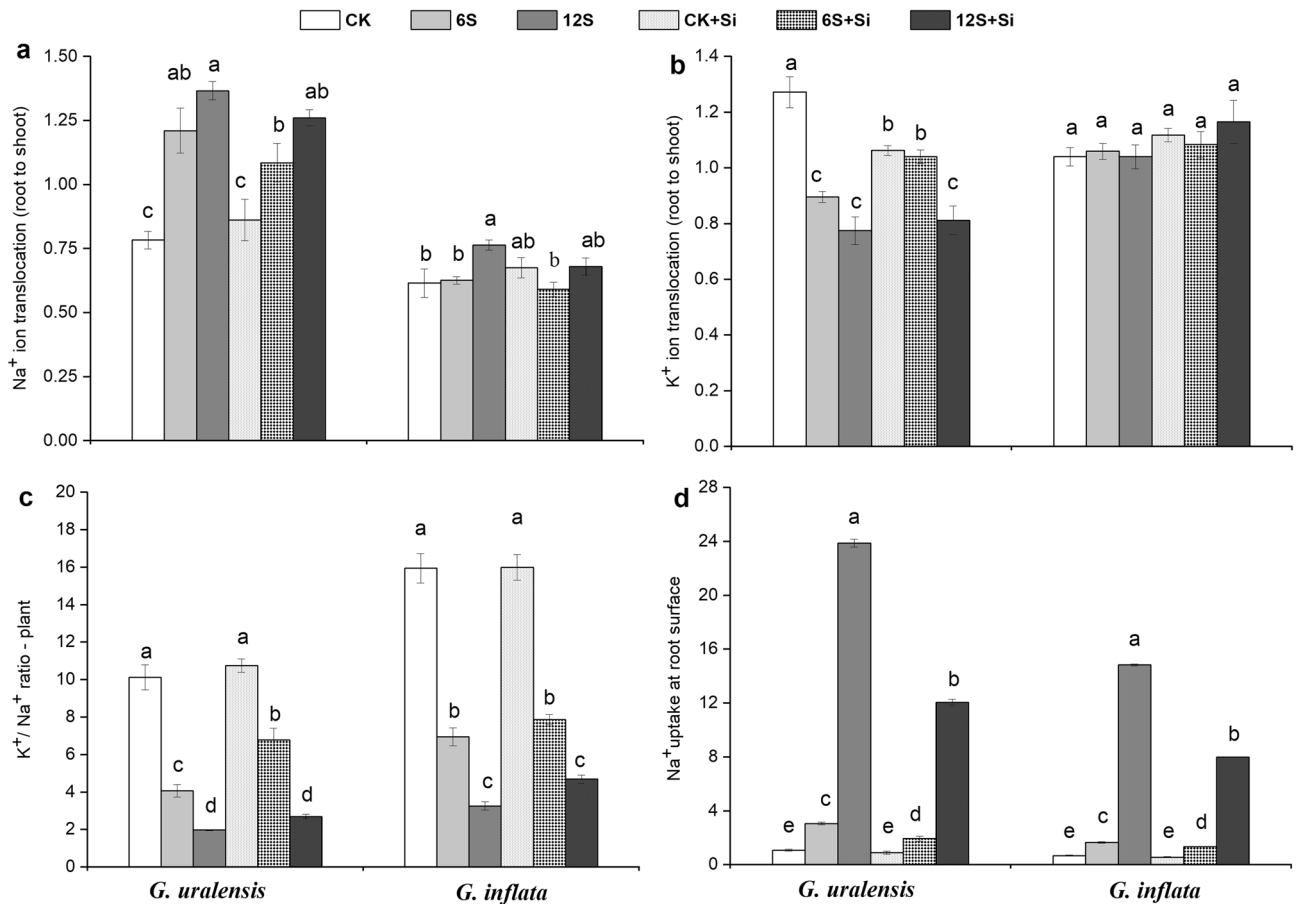 CK 6S 12S CK+Si 6S+Si 12S+Si
a
Na+ ion translocation (root to shoot)
1.50
1.25
1.00
0.75
0.50
0.25
0.00
c ab a c b ab
b b a ab b ab
b
K+ ion translocation (root to shoot)
1.4
1.2
1.0
0.8
0.6
0.4
0.2
0.0
a c c b b c
a a a a a a
c
K+/ Na+ ratio - plant
20
18
16
14
12
10
8
6
4
2
0
a c d a b d
a b c a b c
G. uralensis G. inflata
d
Na+uptake at root surface
28
24
20
16
12
8
4
0
e c a e d b
e c a e d b
G. uralensis G. inflata